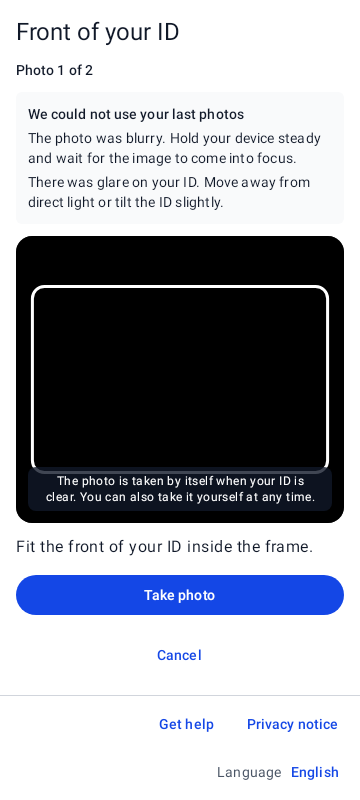 Front of your ID
Photo 1 of 2
We could not use your last photos
The photo was blurry. Hold your device steady
and wait for the image to come into focus.
There was glare on your ID. Move away from
direct light or tilt the ID slightly.
The photo is taken by itself when your ID is
clear. You can also take it yourself at any time.
Fit the front of your ID inside the frame.
Take photo
Cancel
Get help Privacy notice
Language English